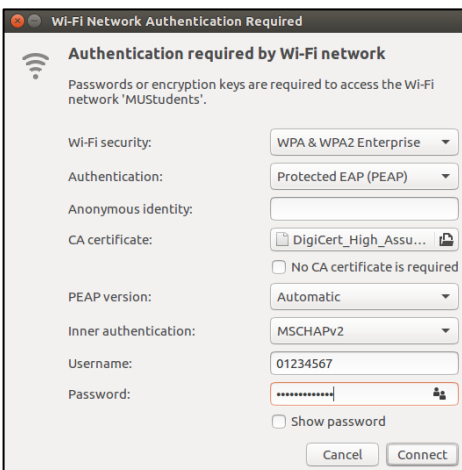 Wi-Fi Network Authentication Required
Authentication required by Wi-Fi network
Passwords or encryption keys are required to access the Wi-Fi
network 'MUStudents'.
Wi-Fi security: WPA & WPA2 Enterprise
Authentication: Protected EAP (PEAP)
Anonymous identity:
CA certificate: DigiCert_High_Assu...
No CA certificate is required
PEAP version: Automatic
Inner authentication: MSCHAPv2
Username: 01234567
Password: •••••••••••••
Show password
Cancel Connect